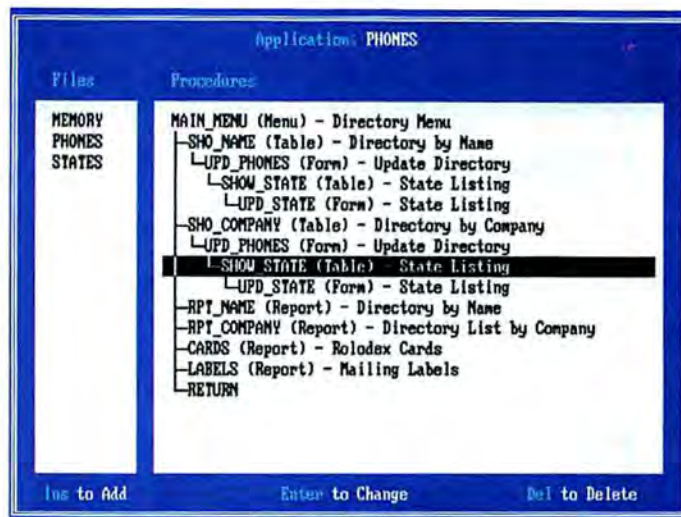 Application: PHONES
Files
Procedures
MEMORY
PHONES
STATES
MAIN_MENU (Menu) - Directory Menu
SHO_NAME (Table) - Directory by Name
UPD_PHONES (Form) - Update Directory
SHOW_STATE (Table) - State Listing
UPD_STATE (Form) - State Listing
SHO_COMPANY (Table) - Directory by Company
UPD_PHONES (Form) - Update Directory
SHOW_STATE (Table) - State Listing
UPD_STATE (Form) - State Listing
RPT_NAME (Report) - Directory by Name
RPT_COMPANY (Report) - Directory List by Company
CARDS (Report) - Rolodex Cards
LABELS (Report) - Mailing Labels
RETURN
Ins to Add
Enter to Change
Del to Delete